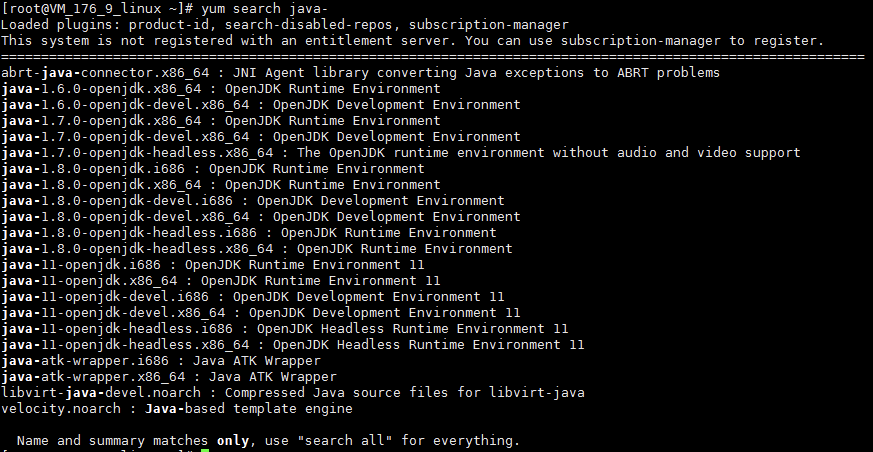 [root@VM_176_9_linux ~]# yum search java-
Loaded plugins: product-id, search-disabled-repos, subscription-manager
This system is not registered with an entitlement server. You can use subscription-manager to register.
================================================================================================================
abrt-java-connector.x86_64 : JNI Agent library converting Java exceptions to ABRT problems
java-1.6.0-openjdk.x86_64 : OpenJDK Runtime Environment
java-1.6.0-openjdk-devel.x86_64 : OpenJDK Development Environment
java-1.7.0-openjdk.x86_64 : OpenJDK Runtime Environment
java-1.7.0-openjdk-devel.x86_64 : OpenJDK Development Environment
java-1.7.0-openjdk-headless.x86_64 : The OpenJDK runtime environment without audio and video support
java-1.8.0-openjdk.i686 : OpenJDK Runtime Environment
java-1.8.0-openjdk.x86_64 : OpenJDK Runtime Environment
java-1.8.0-openjdk-devel.i686 : OpenJDK Development Environment
java-1.8.0-openjdk-devel.x86_64 : OpenJDK Development Environment
java-1.8.0-openjdk-headless.i686 : OpenJDK Runtime Environment
java-1.8.0-openjdk-headless.x86_64 : OpenJDK Runtime Environment
java-11-openjdk.i686 : OpenJDK Runtime Environment 11
java-11-openjdk.x86_64 : OpenJDK Runtime Environment 11
java-11-openjdk-devel.i686 : OpenJDK Development Environment 11
java-11-openjdk-devel.x86_64 : OpenJDK Development Environment 11
java-11-openjdk-headless.i686 : OpenJDK Headless Runtime Environment 11
java-11-openjdk-headless.x86_64 : OpenJDK Headless Runtime Environment 11
java-atk-wrapper.i686 : Java ATK Wrapper
java-atk-wrapper.x86_64 : Java ATK Wrapper
libvirt-java-devel.noarch : Compressed Java source files for libvirt-java
velocity.noarch : Java-based template engine
Name and summary matches only, use "search all" for everything.